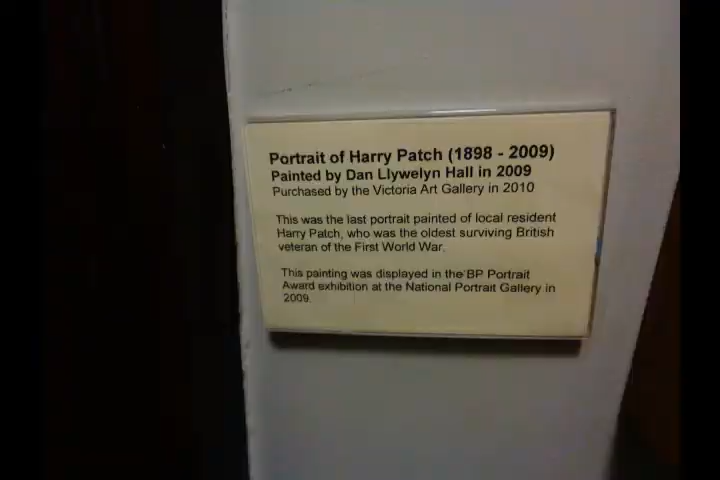 Portrait of Harry Patch (1898 - 2009)
Painted by Dan Llywelyn Hall in 2009
Purchased by the Victoria Art Gallery in 2010
This was the last portrait painted of local resident
Harry Patch, who was the oldest surviving British
veteran of the First World War.
This painting was displayed in the BP Portrait
Award exhibition at the National Portrait Gallery in
2009.